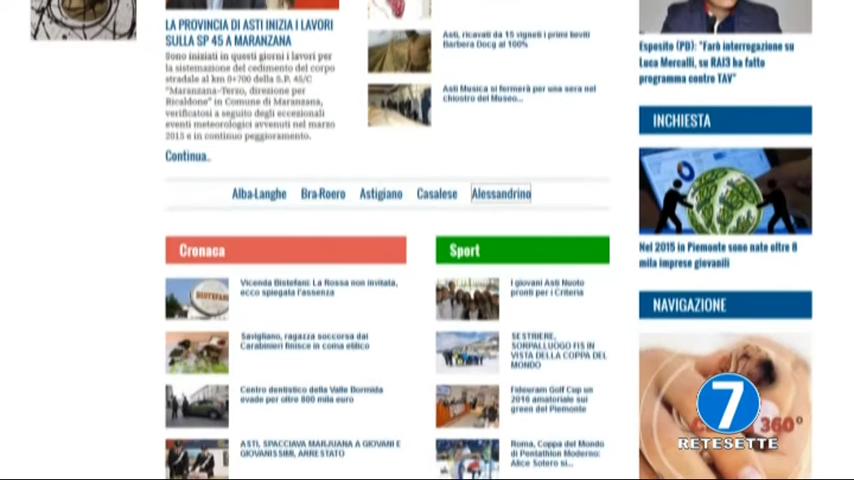 LA PROVINCIA DI ASTI INIZIA I LAVORI
SULLA SP 45 A MARANZANA
Sono iniziati in questi giorni i lavori per
la sistemazione del cedimento del corpo
stradale al km 0+700 della S.P. 45/C
"Maranzana-Terzo, direzione per
Ricaldone" in Comune di Maranzana,
verificatosi a seguito degli eccezionali
eventi meteorologici avvenuti nel marzo
2015 e in continuo peggioramento.
Continua..
Asti, ricavati da 15 vigneti i primi
Barbera Docg al 100%
Asti Musica si fermerà per una sera nel
chiostro del Museo...
Esposito (PD): "Farò interrogazione su
Luca Mercalli, su RAI3 ha fatto
programma contro TAV"
INCHIESTA
Nel 2015 in Piemonte sono nate oltre 8
mila imprese giovanili
NAVIGAZIONE
360°
7
RETESETTE
Alba-Langhe
Bra-Roero
Astigiano
Casalese
Alessandrino
Cronaca
BISTEFANI
Vicenda Bistefani: La Rossa non invitata,
ecco spiegata l'assenza
Savigliano, ragazza soccorsa dai
Carabinieri finisce in coma etilico
Centro dentistico della Valle Bormida
evade per oltre 800 mila euro
ASTI, SPACCIAVA MARJUANA A GIOVANI E
GIOVANISSIMI, ARRESTATO
Sport
I giovani Asti Nuoto
pronti per i Criteria
SESTRIERE,
SORPALLUOGO FIS IN
VISTA DELLA COPPA DEL
MONDO
Fideuram Golf Cup un
2016 amatoriale sui
green del Piemonte
Roma, Coppa del Mondo
di Pentathlon Moderno:
Alice Sotero si...